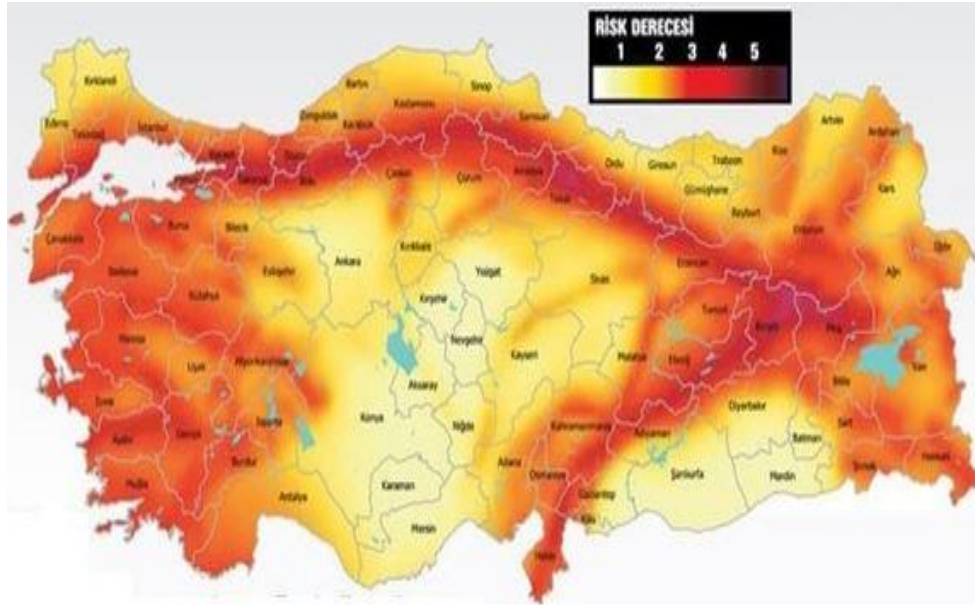 RİSK DERECESİ
1 2 3 4 5
Kırklareli
Edirne
Tekirdağ
İstanbul
Kocaeli
Sakarya
Düzce
Bolu
Zonguldak
Bartın
Karabük
Kastamonu
Sinop
Samsun
Çankırı
Çorum
Amasya
Tokat
Ordu
Giresun
Trabzon
Rize
Artvin
Ardahan
Kars
Gümüşhane
Bayburt
Erzurum
Erzincan
Iğdır
Ağrı
Çanakkale
Bursa
Bilecik
Balıkesir
Kütahya
Eskişehir
Ankara
Kırıkkale
Yozgat
Sivas
Kırşehir
Nevşehir
Kayseri
Tunceli
Bingöl
Muş
Elazığ
Malatya
Bitlis
Van
Manisa
Uşak
Afyonkarahisar
İzmir
Aydın
Denizli
Isparta
Burdur
Muğla
Antalya
Konya
Aksaray
Niğde
Karaman
Mersin
Adana
Osmaniye
Kahramanmaraş
Adıyaman
Gaziantep
Kilis
Hatay
Şanlıurfa
Diyarbakır
Batman
Mardin
Siirt
Şırnak
Hakkari